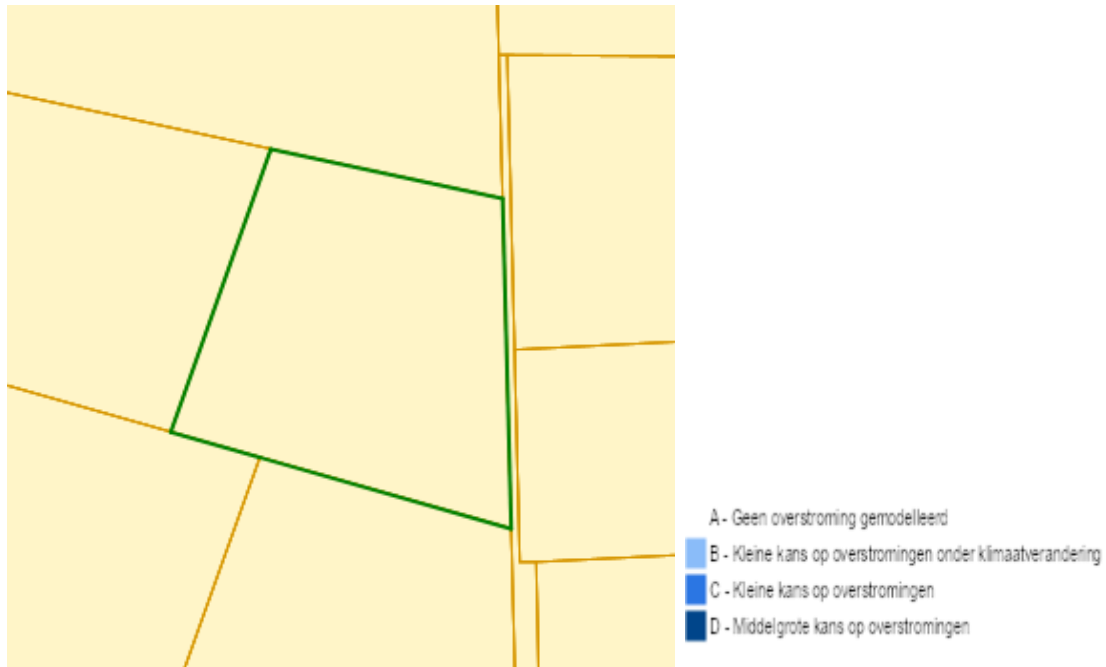 A - Geen overstroming gemodelleerd
B - Kleine kans op overstromingen onder klimaatverandering
C - Kleine kans op overstromingen
D - Middelgrote kans op overstromingen